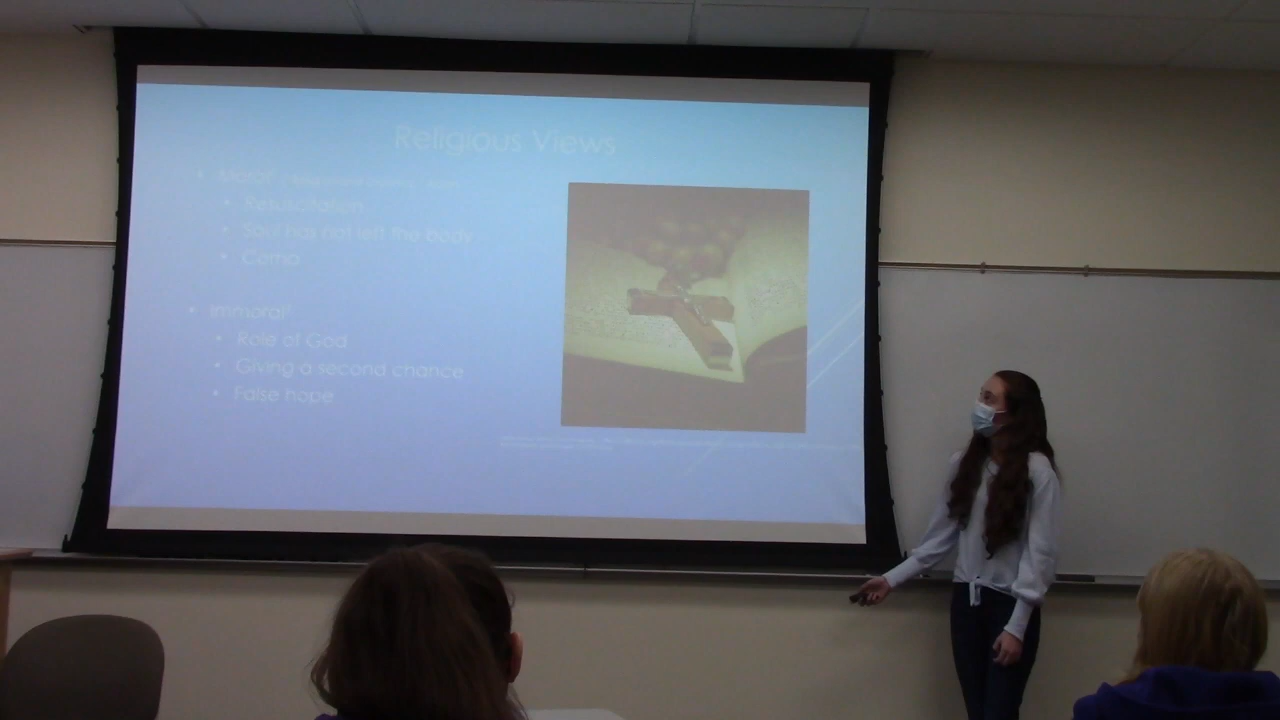 Religious Views
Moral
Resuscitation
Soul has not left the body
Coma
Immoral
Role of God
Giving a second chance
False hope